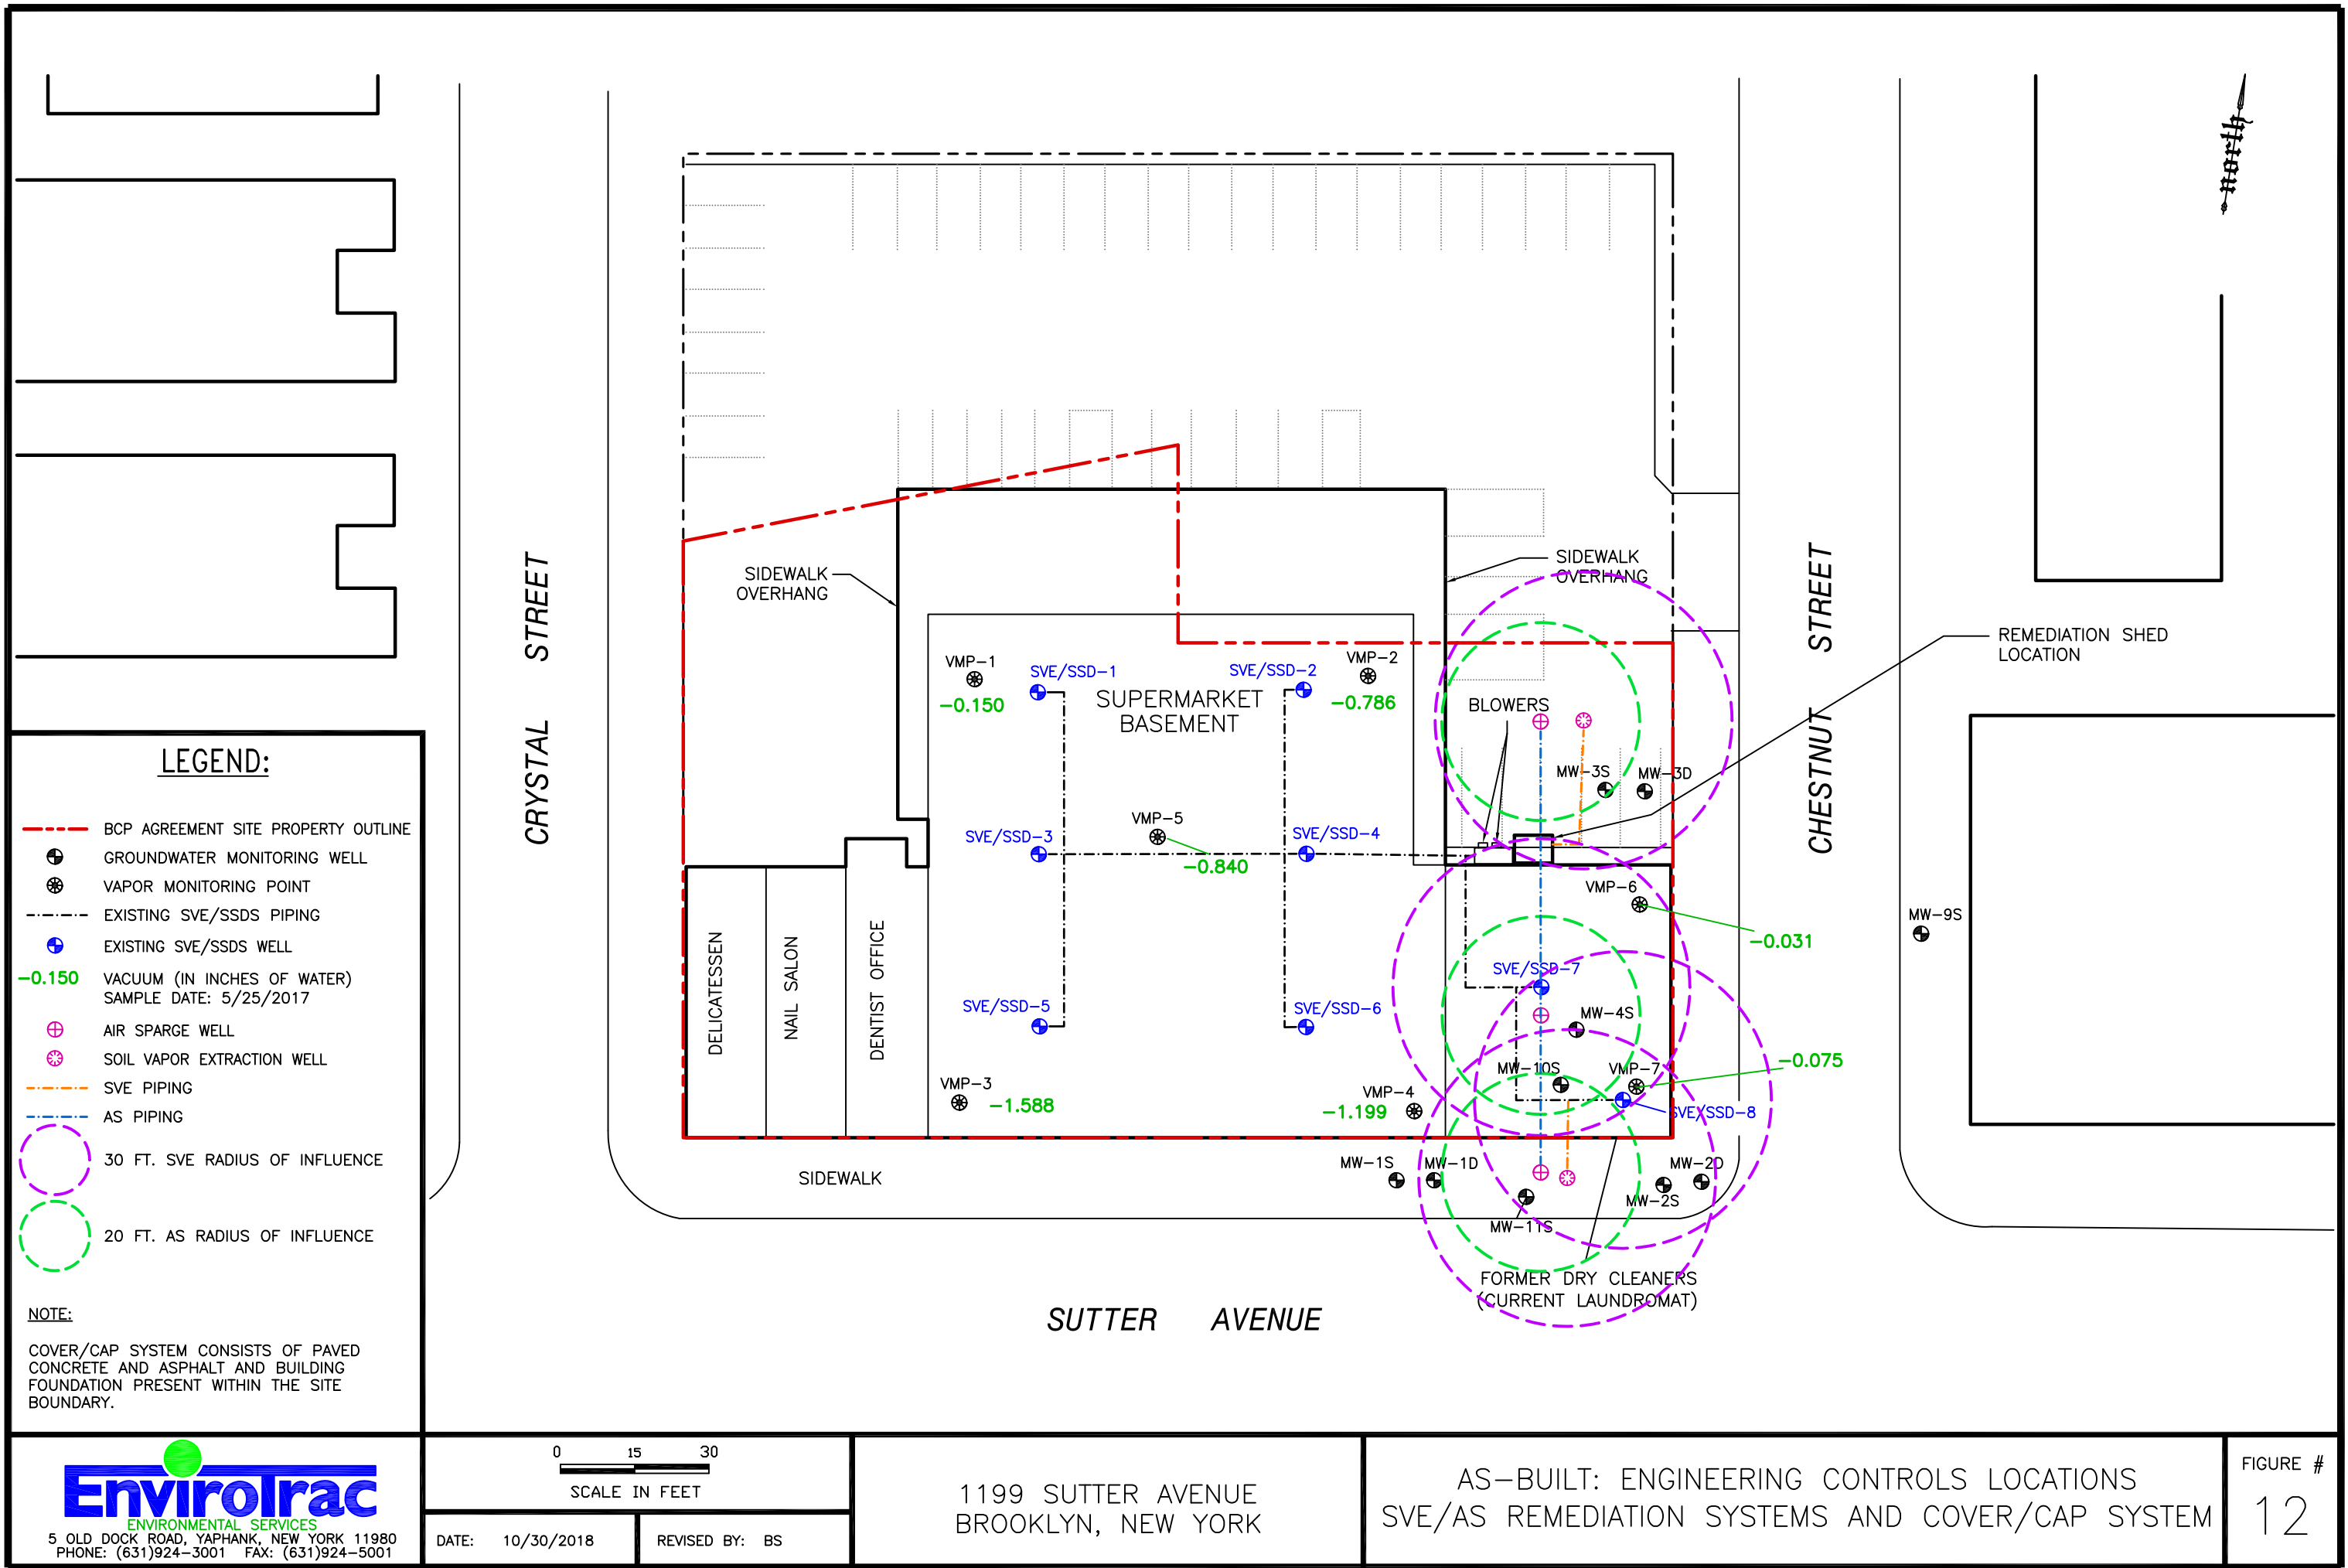 north
CRYSTAL STREET
CHESTNUT STREET
SUTTER AVENUE
SIDEWALK
OVERHANG
SIDEWALK
OVERHANG
REMEDIATION SHED
LOCATION
VMP-1
-0.150
SVE/SSD-1
SVE/SSD-2
VMP-2
-0.786
SUPERMARKET
BASEMENT
BLOWERS
MW-3S
MW-3D
VMP-5
-0.840
SVE/SSD-3
SVE/SSD-4
VMP-6
-0.031
MW-9S
DELICATESSEN
NAIL SALON
DENTIST OFFICE
SVE/SSD-5
SVE/SSD-6
SVE/SSD-7
MW-4S
MW-10S
VMP-7
-0.075
SVE/SSD-8
VMP-3
-1.588
VMP-4
-1.199
SIDEWALK
MW-1S
MW-1D
MW-2D
MW-2S
MW-11S
FORMER DRY CLEANERS
(CURRENT LAUNDROMAT)
LEGEND:
BCP AGREEMENT SITE PROPERTY OUTLINE
GROUNDWATER MONITORING WELL
VAPOR MONITORING POINT
EXISTING SVE/SSDS PIPING
EXISTING SVE/SSDS WELL
-0.150 VACUUM (IN INCHES OF WATER)
SAMPLE DATE: 5/25/2017
AIR SPARGE WELL
SOIL VAPOR EXTRACTION WELL
SVE PIPING
AS PIPING
30 FT. SVE RADIUS OF INFLUENCE
20 FT. AS RADIUS OF INFLUENCE
NOTE:
COVER/CAP SYSTEM CONSISTS OF PAVED
CONCRETE AND ASPHALT AND BUILDING
FOUNDATION PRESENT WITHIN THE SITE
BOUNDARY.
EnviroTrac
ENVIRONMENTAL SERVICES
5 OLD DOCK ROAD, YAPHANK, NEW YORK 11980
PHONE: (631)924-3001 FAX: (631)924-5001
0 15 30
SCALE IN FEET
DATE: 10/30/2018
REVISED BY: BS
1199 SUTTER AVENUE
BROOKLYN, NEW YORK
AS-BUILT: ENGINEERING CONTROLS LOCATIONS
SVE/AS REMEDIATION SYSTEMS AND COVER/CAP SYSTEM
FIGURE #
12